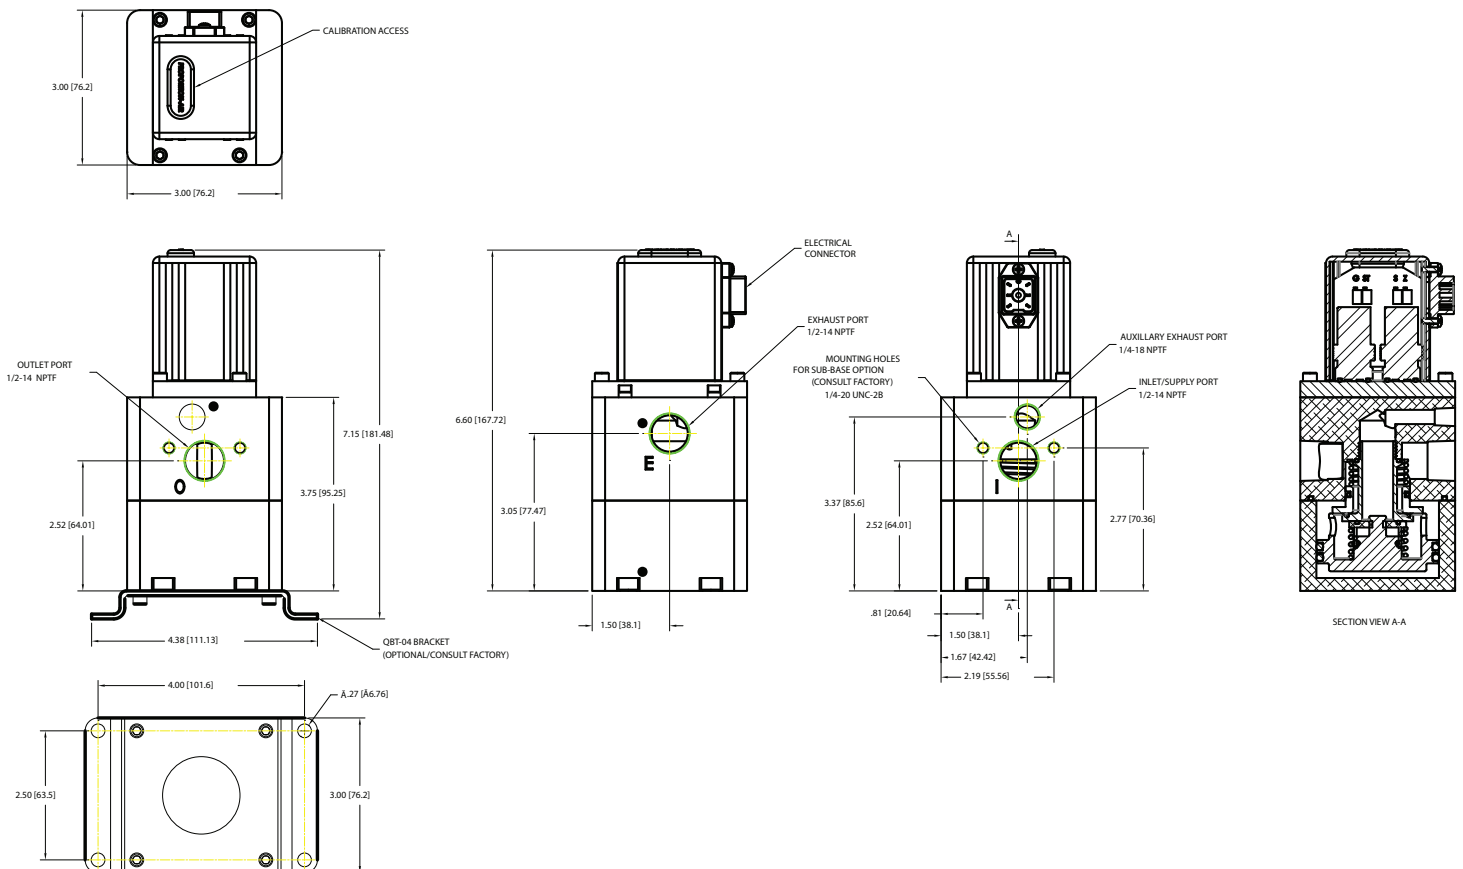 CALIBRATION ACCESS
3.00 [76.2]
3.00 [76.2]
OUTLET PORT
1/2-14 NPTF
O
7.15 [181.48]
3.75 [95.25]
2.52 [64.01]
4.38 [111.13]
QBT-04 BRACKET
(OPTIONAL/CONSULT FACTORY)
ELECTRICAL
CONNECTOR
EXHAUST PORT
1/2-14 NPTF
6.60 [167.72]
E
3.05 [77.47]
1.50 [38.1]
A
AUXILLARY EXHAUST PORT
1/4-18 NPTF
MOUNTING HOLES
FOR SUB-BASE OPTION
(CONSULT FACTORY)
1/4-20 UNC-2B
INLET/SUPPLY PORT
1/2-14 NPTF
I
3.37 [85.6]
2.52 [64.01]
2.77 [70.36]
A
.81 [20.64]
1.50 [38.1]
1.67 [42.42]
2.19 [55.56]
S Z
SECTION VIEW A-A
4.00 [101.6]
Â.27 [Â6.76]
2.50 [63.5]
3.00 [76.2]